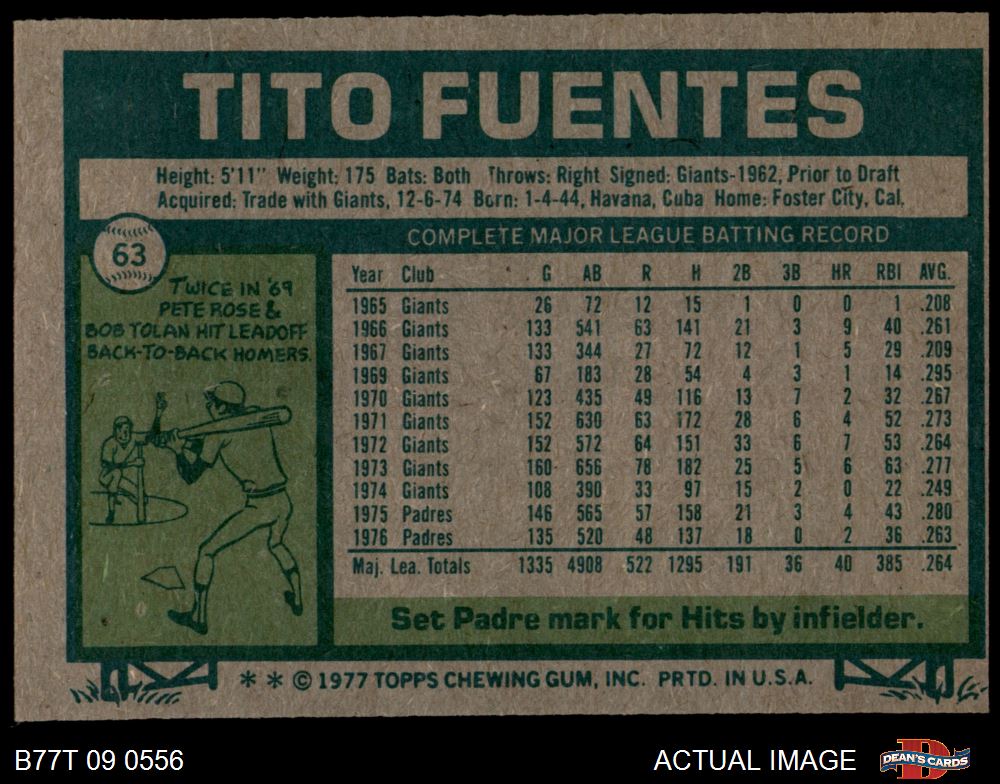 TITO FUENTES
Height: 5'11" Weight: 175 Bats: Both Throws: Right Signed: Giants-1962, Prior to Draft
Acquired: Trade with Giants, 12-6-74 Born: 1-4-44, Havana, Cuba Home: Foster City, Cal.
63
TWICE IN '69
PETE ROSE &
BOB TOLAN HIT LEADOFF
BACK-TO-BACK HOMERS.
COMPLETE MAJOR LEAGUE BATTING RECORD
Year Club G AB R H 2B 3B HR RBI AVG.
1965 Giants 26 72 12 15 1 0 0 1 .208
1966 Giants 133 541 63 141 21 3 9 40 .261
1967 Giants 133 344 27 72 12 1 5 29 .209
1969 Giants 67 183 28 54 4 3 1 14 .295
1970 Giants 123 435 49 116 13 7 2 32 .267
1971 Giants 152 630 63 172 28 6 4 52 .273
1972 Giants 152 572 64 151 33 6 7 53 .264
1973 Giants 160 656 78 182 25 5 6 63 .277
1974 Giants 108 390 33 97 15 2 0 22 .249
1975 Padres 146 565 57 158 21 3 4 43 .280
1976 Padres 135 520 48 137 18 0 2 36 .263
Maj. Lea. Totals 1335 4908 522 1295 191 36 40 385 .264
Set Padre mark for Hits by infielder.
* * © 1977 TOPPS CHEWING GUM, INC. PRTD. IN U.S.A.
B77T 09 0556
ACTUAL IMAGE
D
DEAN'S CARDS